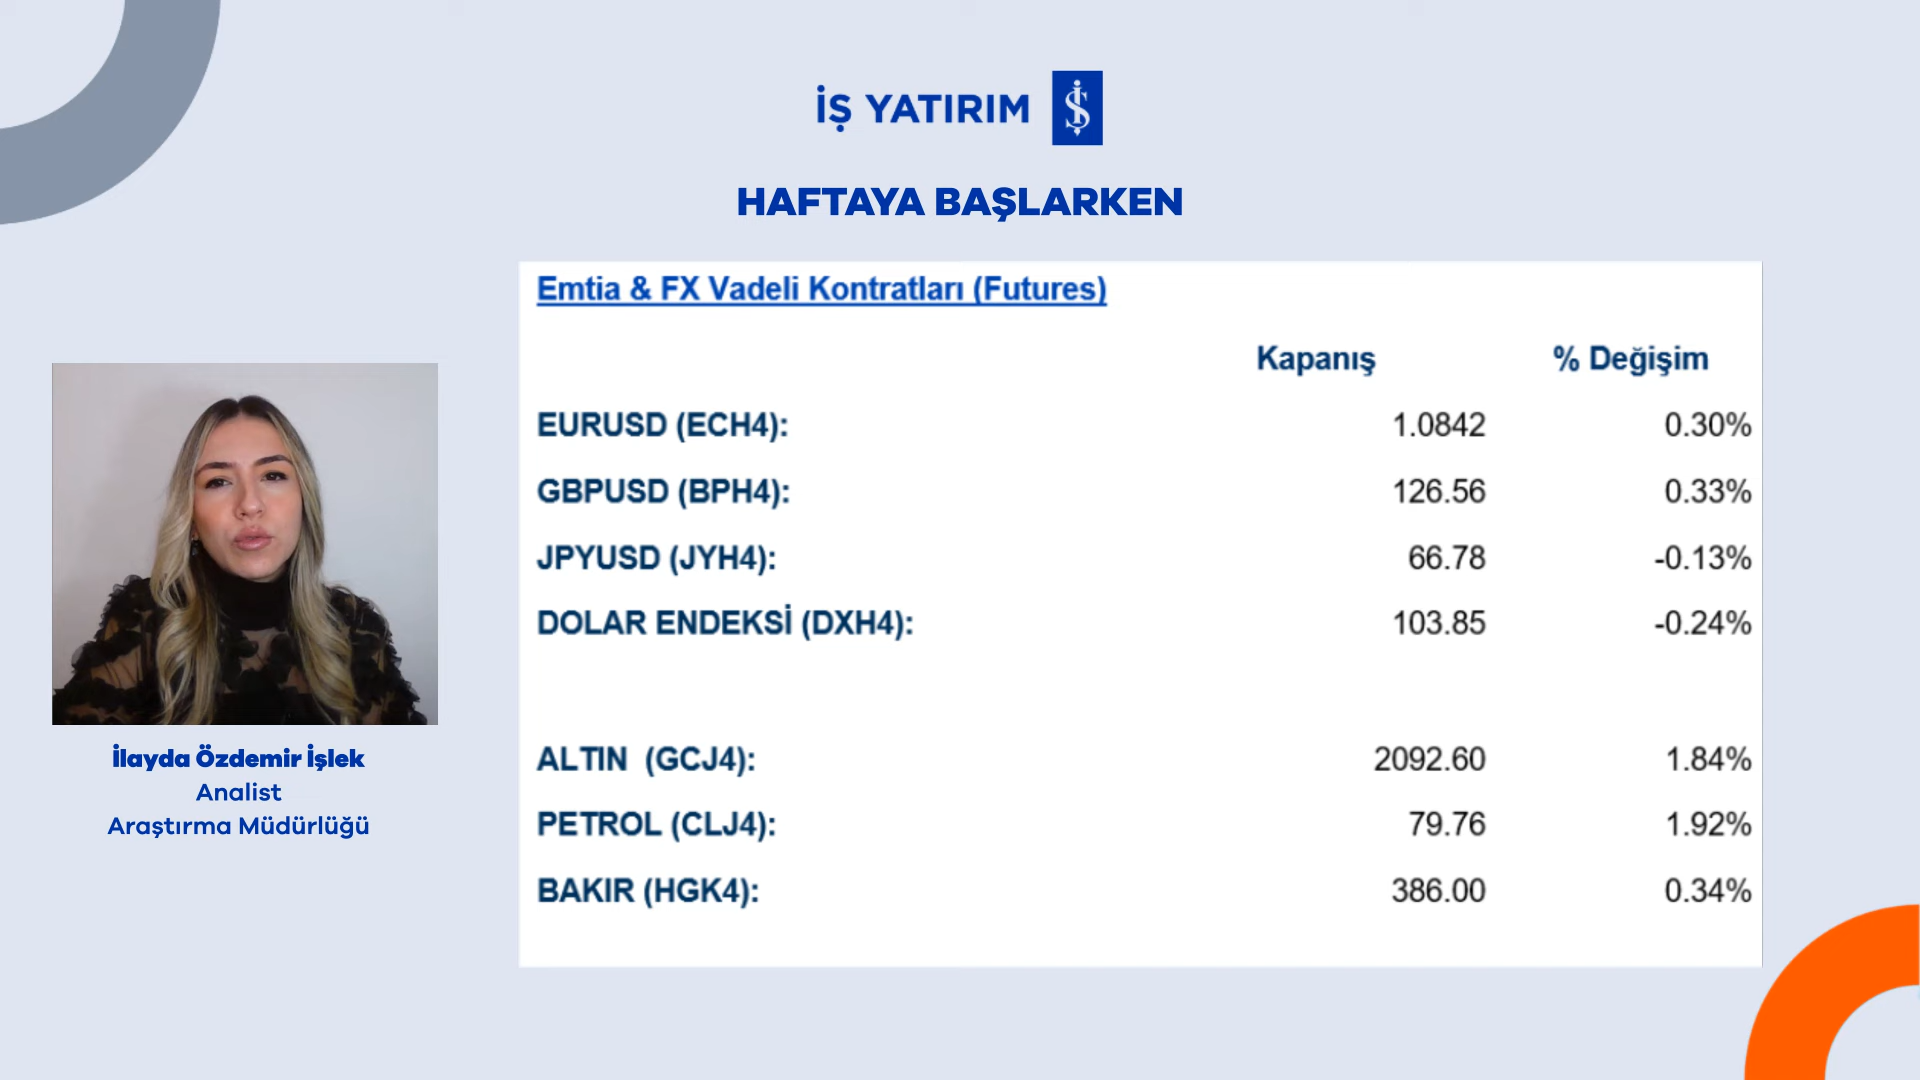 İŞ YATIRIM
HAFTAYA BAŞLARKEN
Emtia & FX Vadeli Kontratları (Futures)
Kapanış % Değişim
EURUSD (ECH4): 1.0842 0.30%
GBPUSD (BPH4): 126.56 0.33%
JPYUSD (JYH4): 66.78 -0.13%
DOLAR ENDEKSİ (DXH4): 103.85 -0.24%
ALTIN (GCJ4): 2092.60 1.84%
PETROL (CLJ4): 79.76 1.92%
BAKIR (HGK4): 386.00 0.34%
İlayda Özdemir İşlek
Analist
Araştırma Müdürlüğü